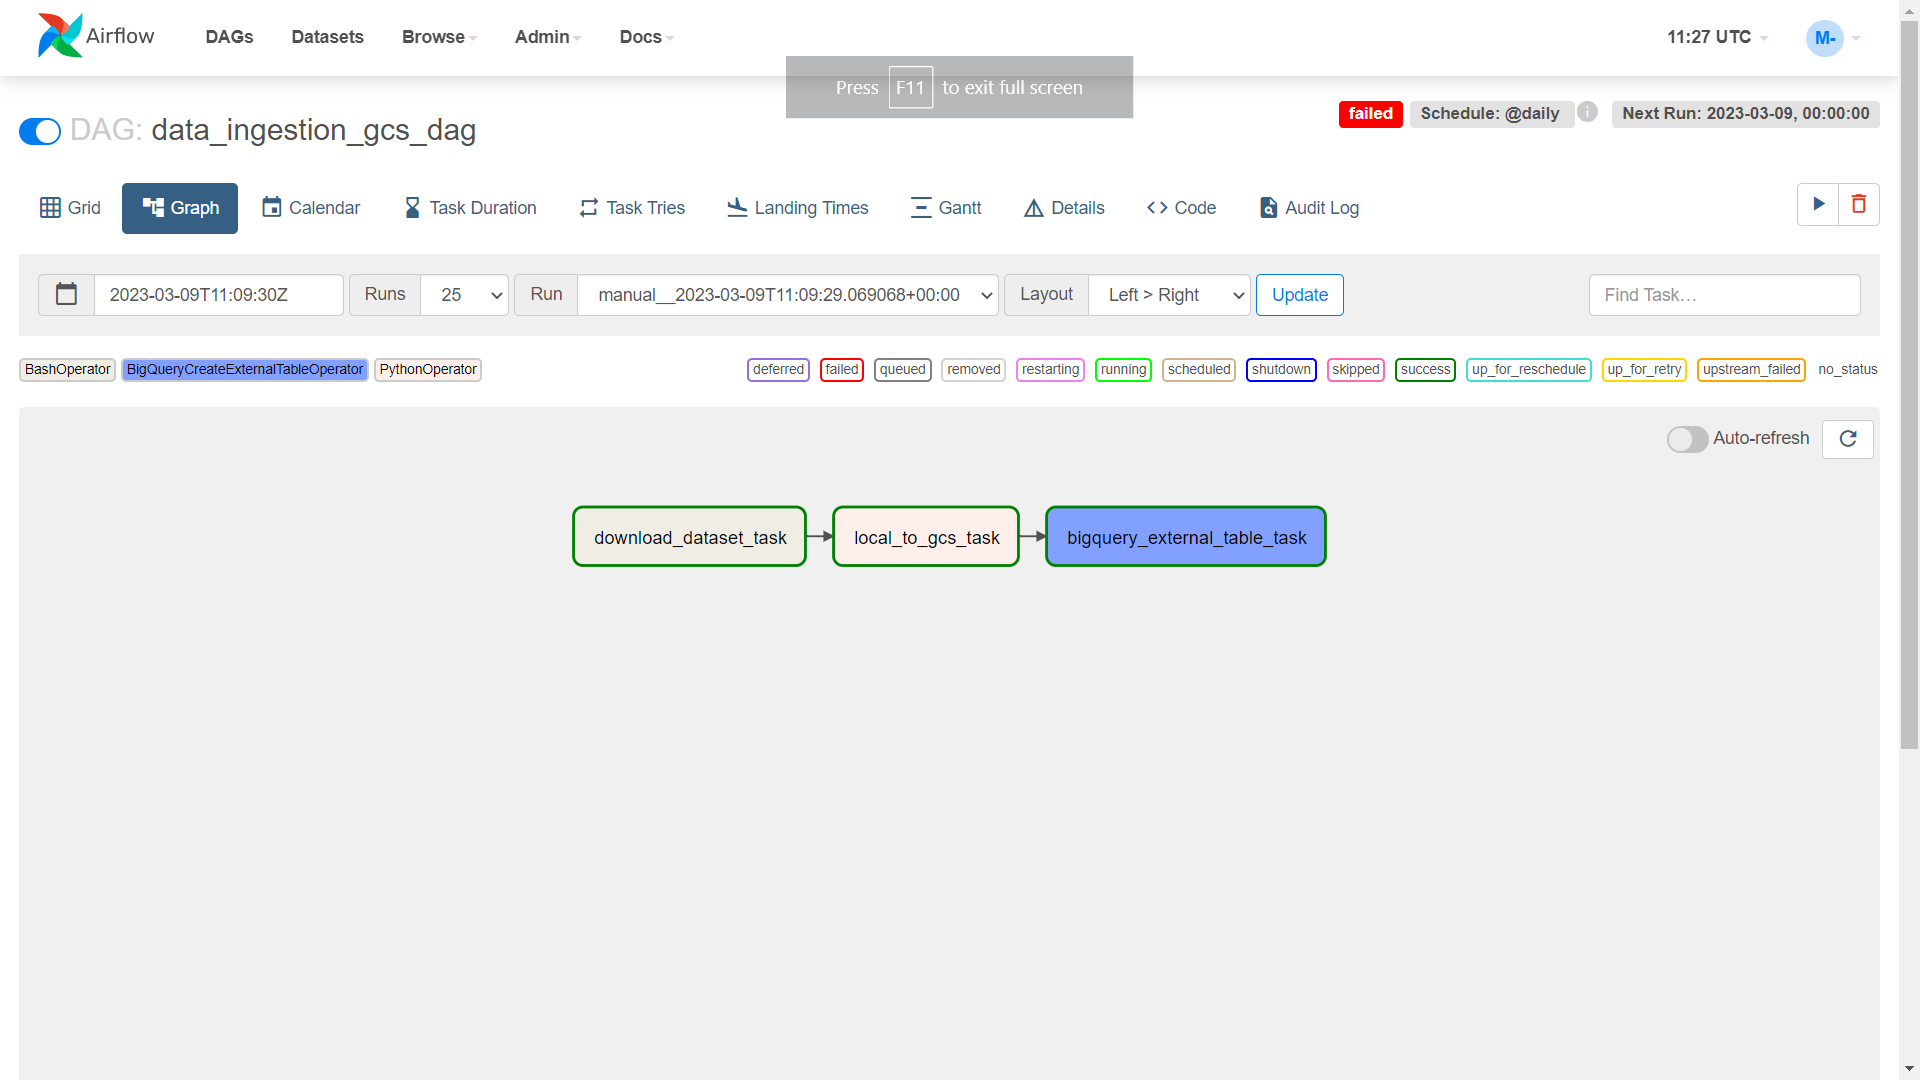 Airflow DAGs Datasets Browse Admin Docs 11:27 UTC M-
Press F11 to exit full screen
failed Schedule: @daily i Next Run: 2023-03-09, 00:00:00
DAG: data_ingestion_gcs_dag
Grid Graph Calendar Task Duration Task Tries Landing Times Gantt Details Code Audit Log
2023-03-09T11:09:30Z Runs 25 Run manual__2023-03-09T11:09:29.069068+00:00 Layout Left > Right Update Find Task...
BashOperator BigQueryCreateExternalTableOperator PythonOperator deferred failed queued removed restarting running scheduled shutdown skipped success up_for_reschedule up_for_retry upstream_failed no_status
Auto-refresh
download_dataset_task local_to_gcs_task bigquery_external_table_task